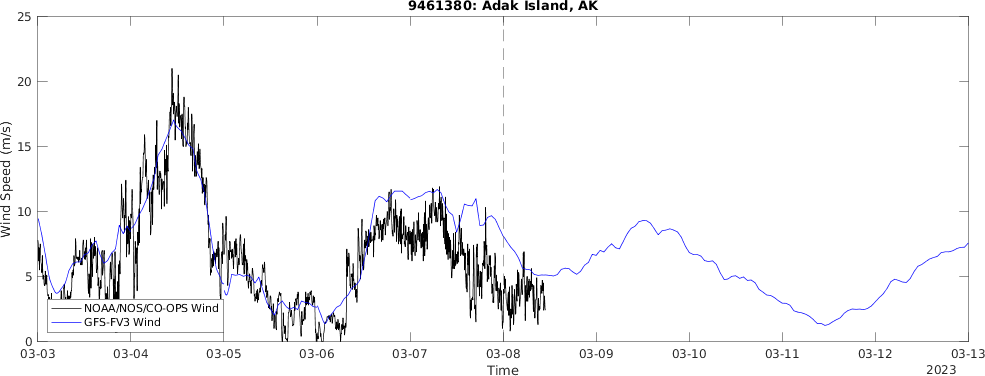 9461380: Adak Island, AK
Wind Speed (m/s)
25
20
15
10
5
0
NOAA/NOS/CO-OPS Wind
GFS-FV3 Wind
03-03 03-04 03-05 03-06 03-07 03-08 03-09 03-10 03-11 03-12 03-13
Time
2023